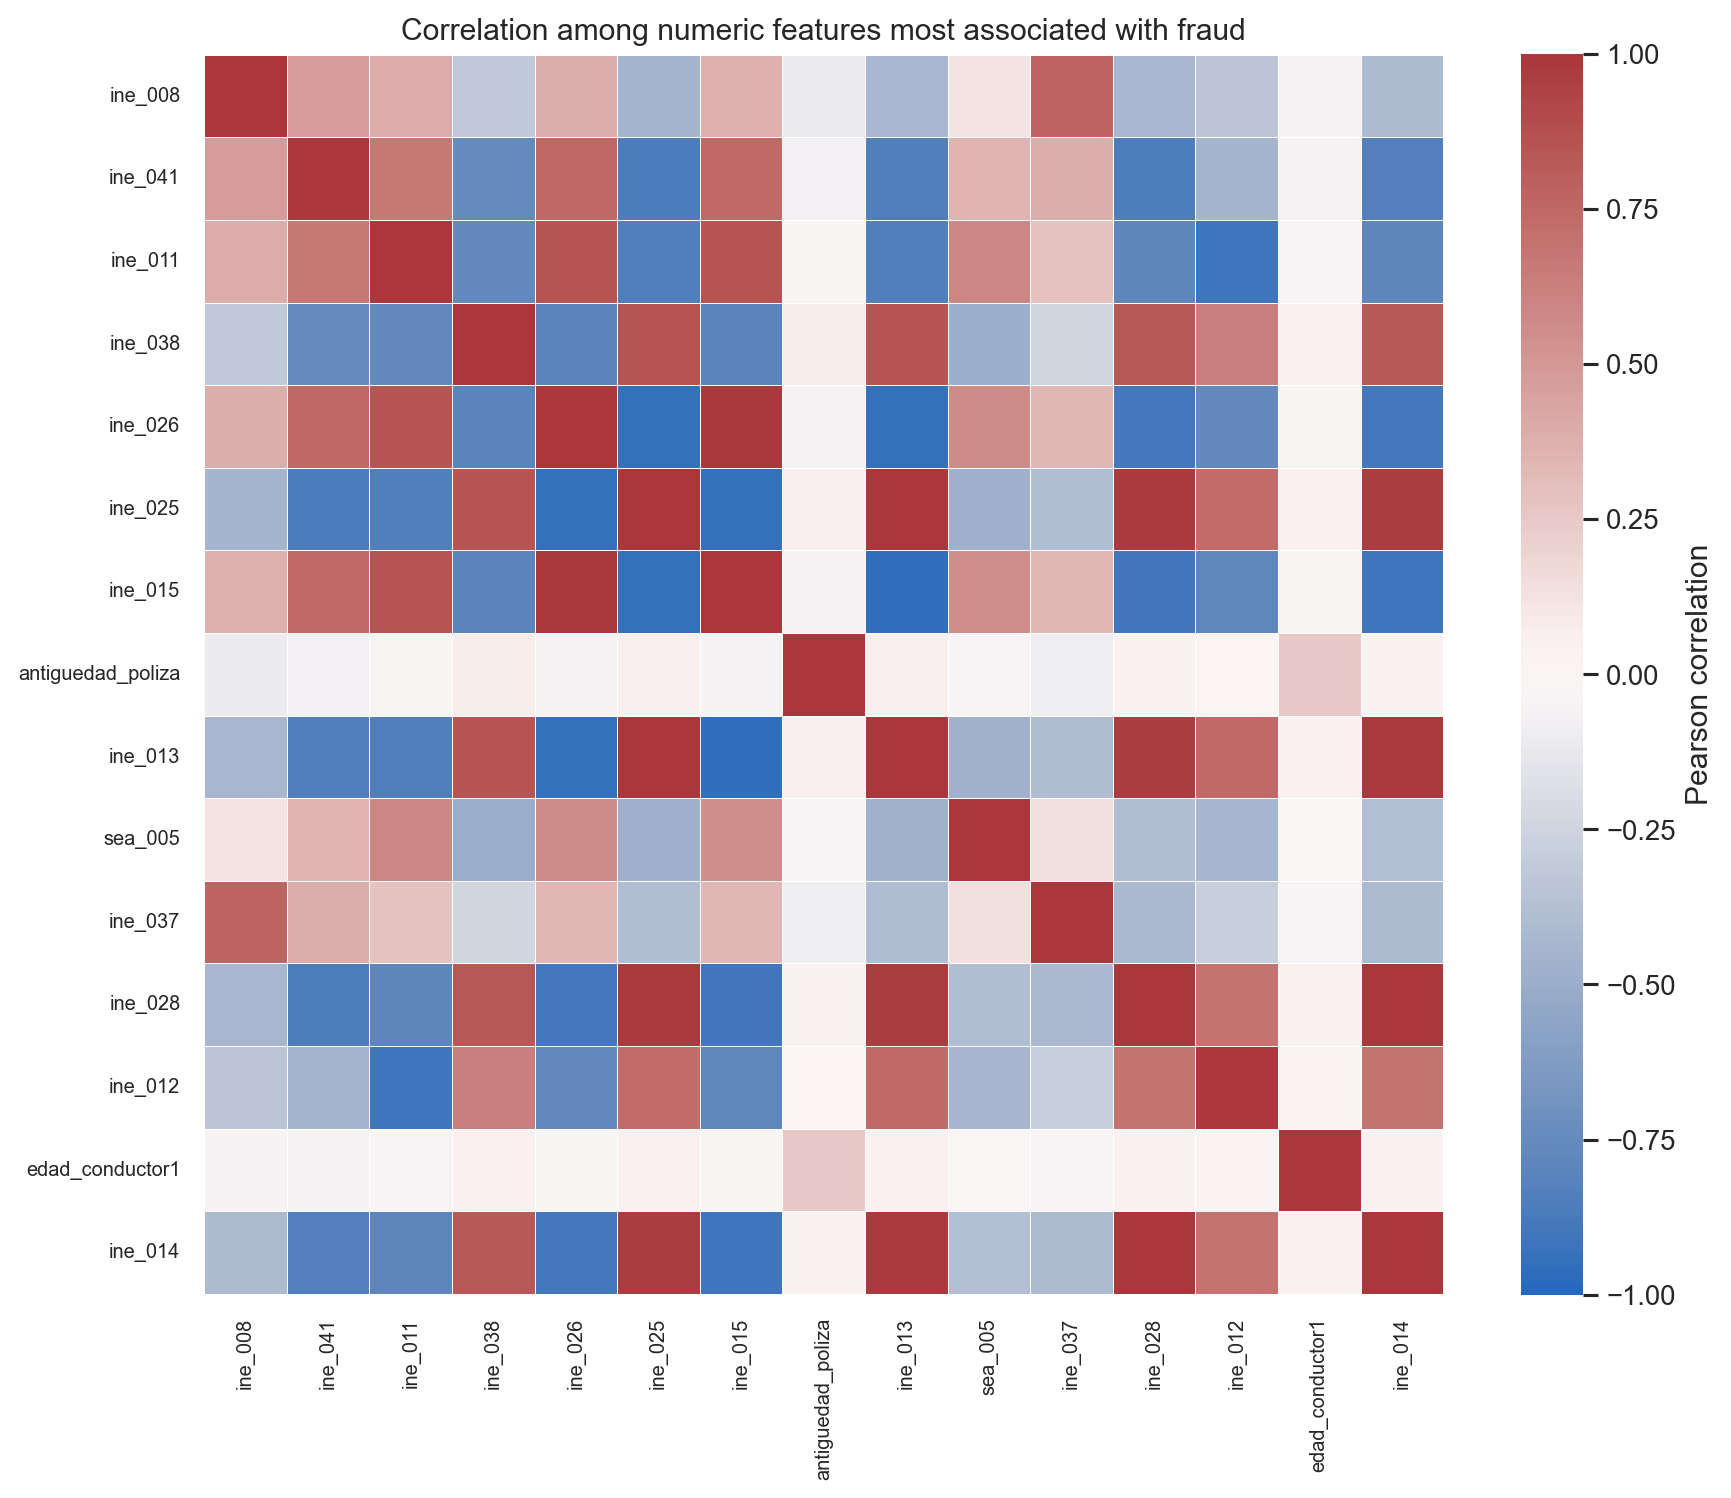 Correlation among numeric features most associated with fraud
ine_008
ine_041
ine_011
ine_038
ine_026
ine_025
ine_015
antiguedad_poliza
ine_013
sea_005
ine_037
ine_028
ine_012
edad_conductor1
ine_014
ine_008
ine_041
ine_011
ine_038
ine_026
ine_025
ine_015
antiguedad_poliza
ine_013
sea_005
ine_037
ine_028
ine_012
edad_conductor1
ine_014
1.00
0.75
0.50
0.25
0.00
−0.25
−0.50
−0.75
−1.00
Pearson correlation